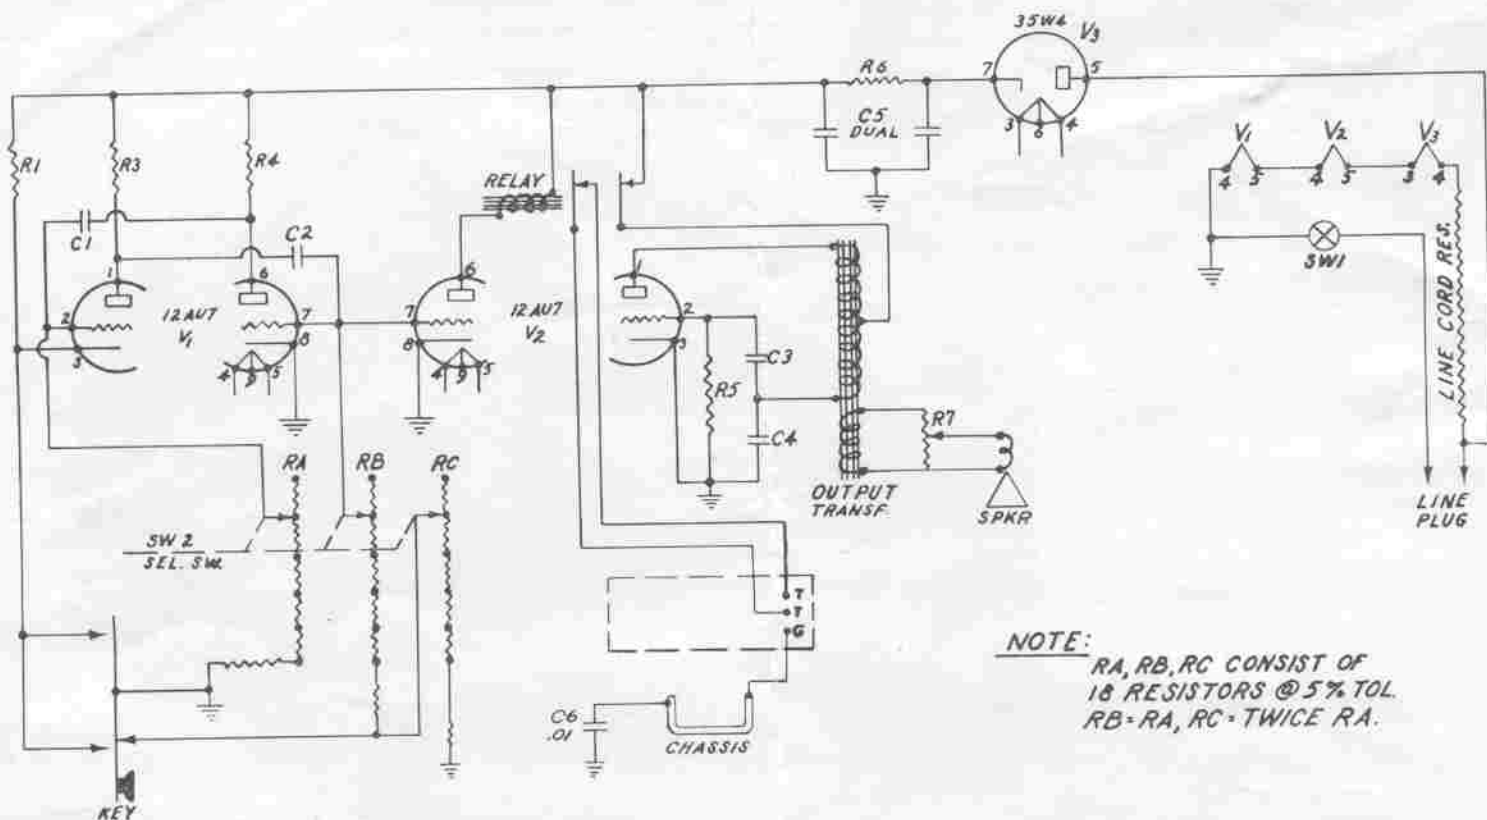 35W4
V3
7
5
3
6
4
R6
C5
DUAL
R1
R3
R4
C1
C2
RELAY
V1
V2
V3
4
5
4
5
3
4
SW1
LINE CORD RES.
LINE
PLUG
1
6
2
3
12AU7
V1
7
8
4
9
5
6
7
8
12AU7
V2
4
9
5
1
2
3
C3
R5
C4
R7
OUTPUT
TRANSF.
SPKR
RA
RB
RC
SW 2
SEL. SW.
T
T
G
C6
.01
CHASSIS
KEY
NOTE:
RA, RB, RC CONSIST OF
18 RESISTORS @ 5% TOL.
RB=RA, RC=TWICE RA.